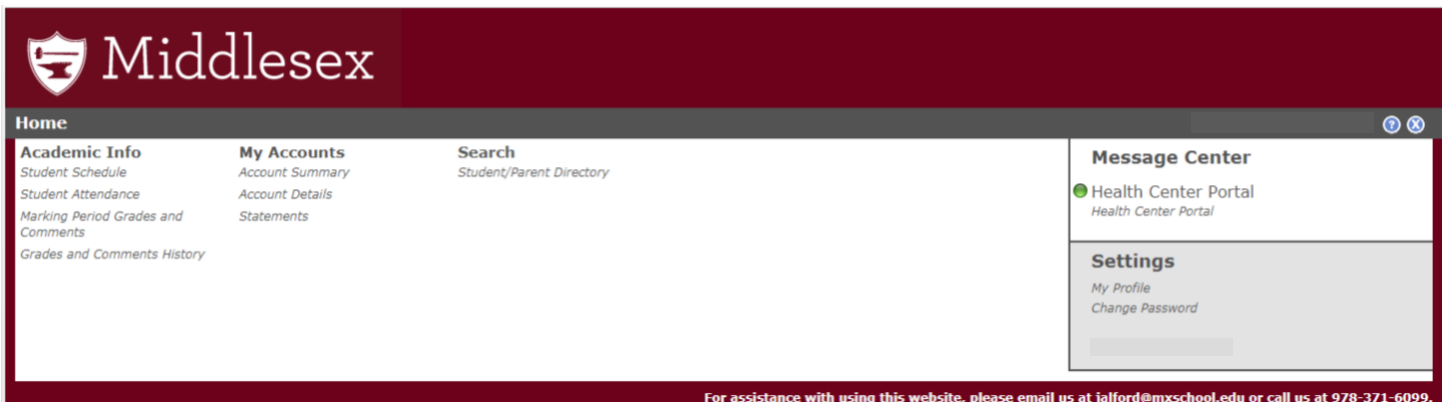 Middlesex
Home
Academic Info
Student Schedule
Student Attendance
Marking Period Grades and
Comments
Grades and Comments History
My Accounts
Account Summary
Account Details
Statements
Search
Student/Parent Directory
Message Center
Health Center Portal
Health Center Portal
Settings
My Profile
Change Password
For assistance with using this website, please email us at jalford@mxschool.edu or call us at 978-371-6099.